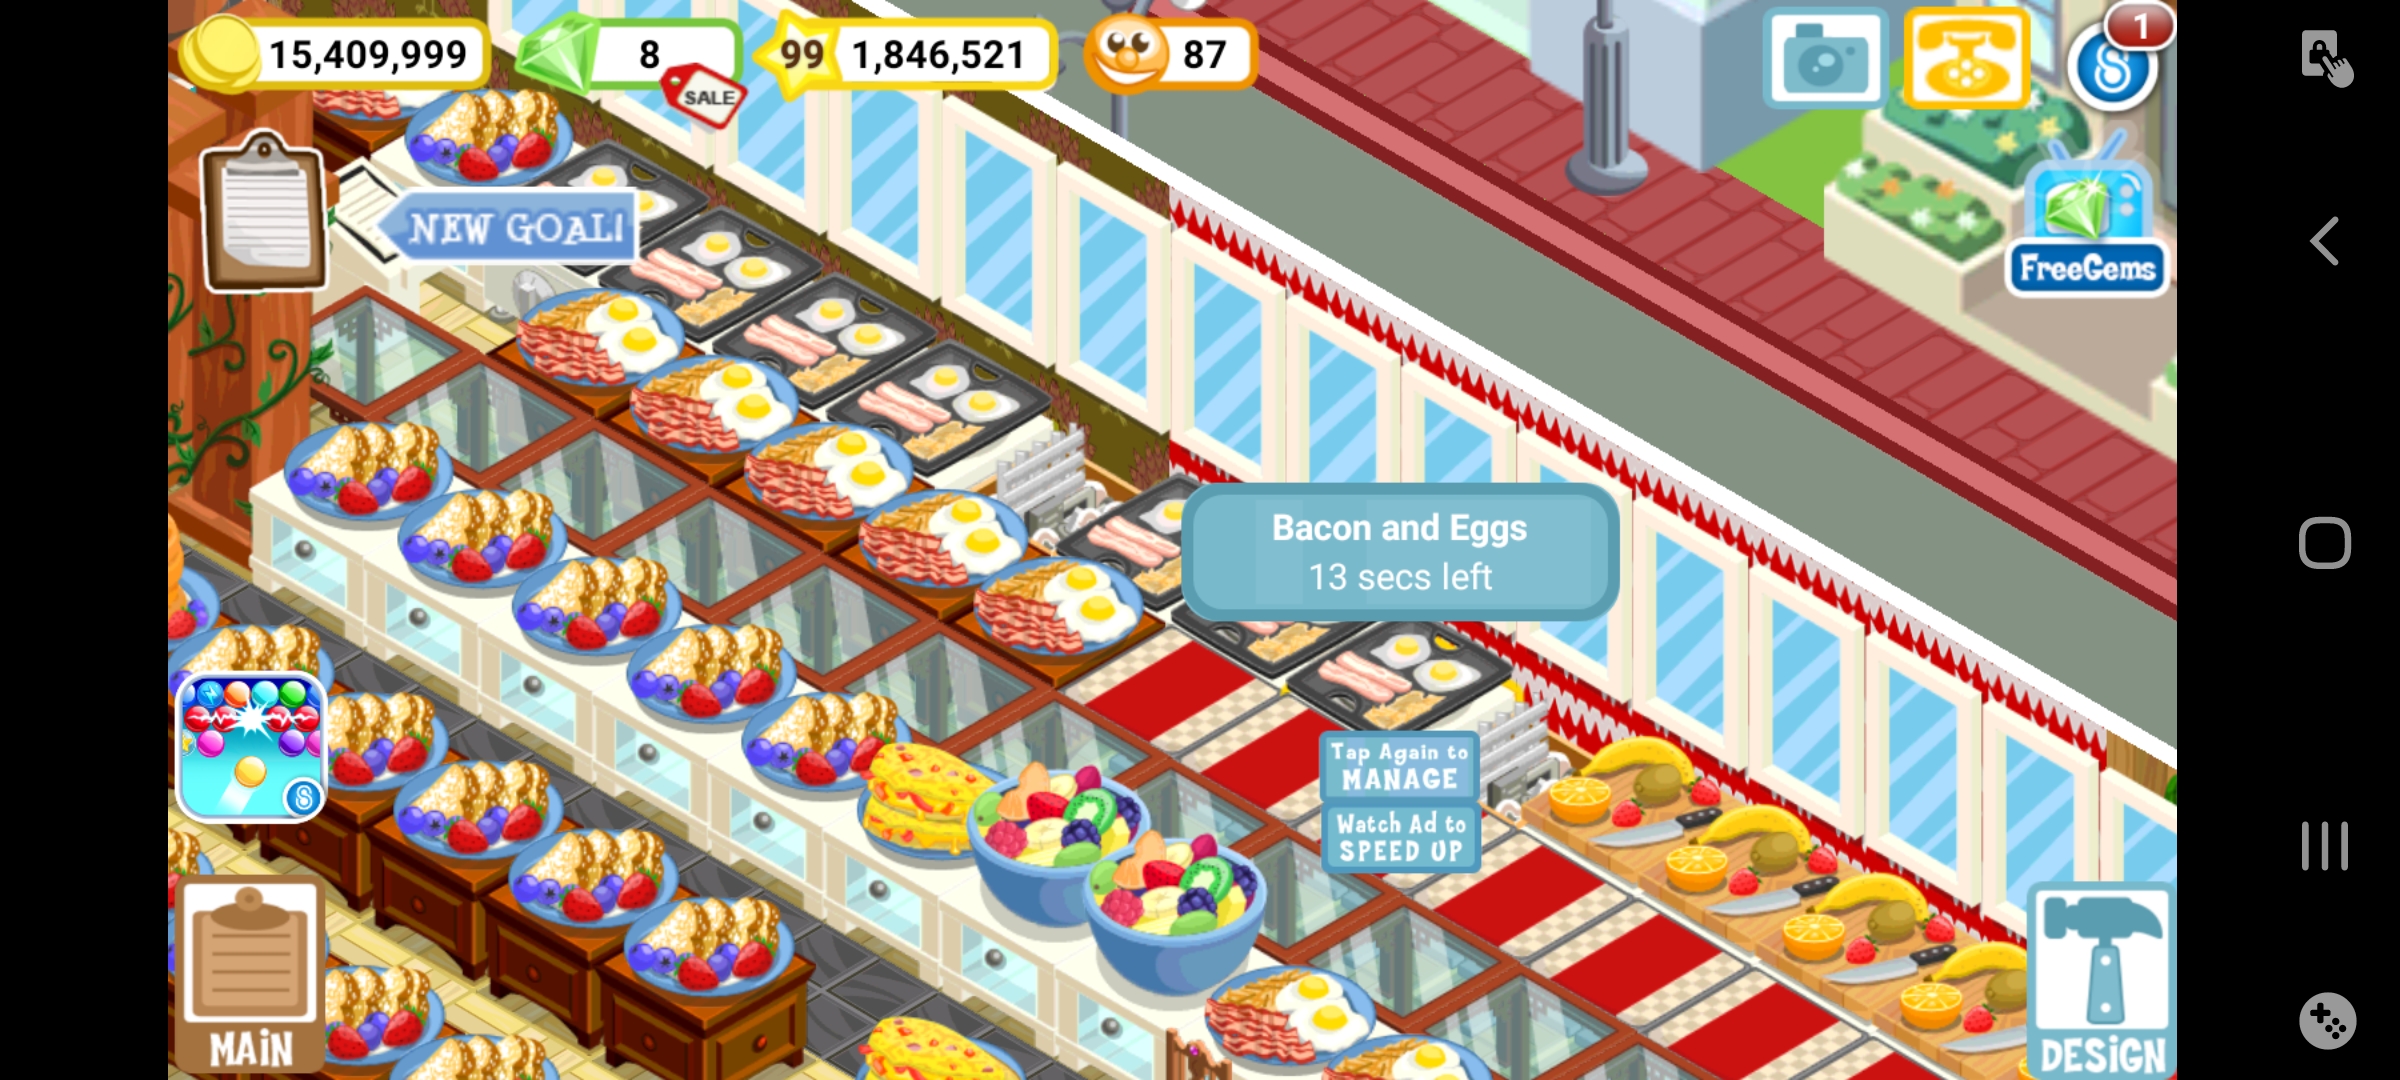 15,409,999
8
SALE
99
1,846,521
87
1
NEW GOAL!
FreeGems
Bacon and Eggs
13 secs left
Tap Again to
MANAGE
Watch Ad to
SPEED UP
MAIN
DESIGN